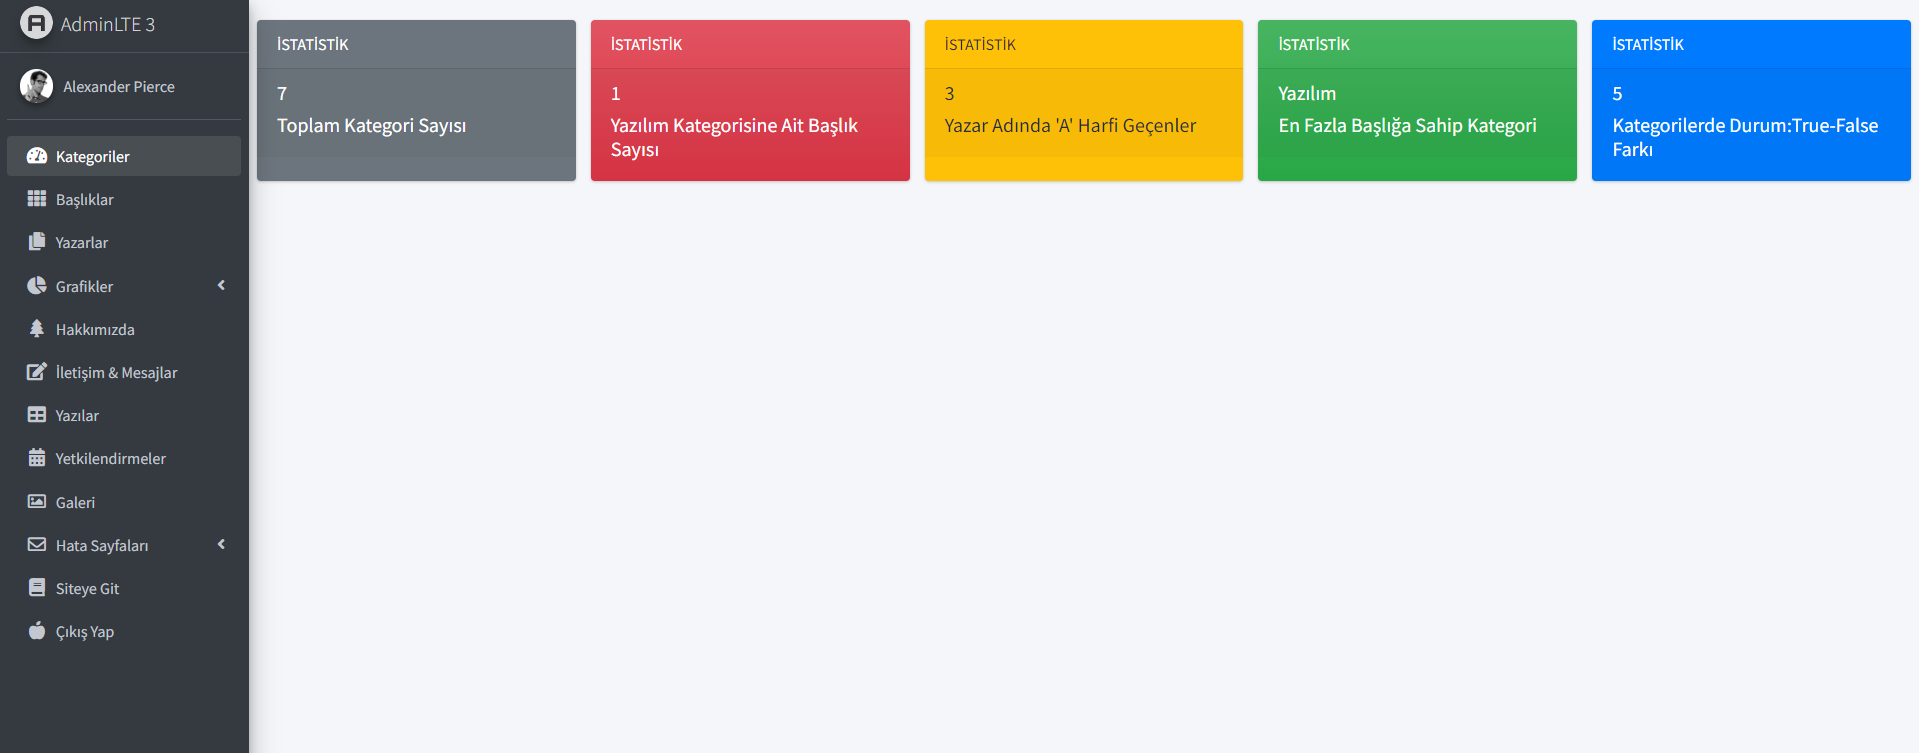 AdminLTE 3
Alexander Pierce
Kategoriler
Başlıklar
Yazarlar
Grafikler
Hakkımızda
İletişim & Mesajlar
Yazılar
Yetkilendirmeler
Galeri
Hata Sayfaları
Siteye Git
Çıkış Yap
İSTATİSTİK
7
Toplam Kategori Sayısı
İSTATİSTİK
1
Yazılım Kategorisine Ait Başlık
Sayısı
İSTATİSTİK
3
Yazar Adında 'A' Harfi Geçenler
İSTATİSTİK
Yazılım
En Fazla Başlığa Sahip Kategori
İSTATİSTİK
5
Kategorilerde Durum:True-False
Farkı